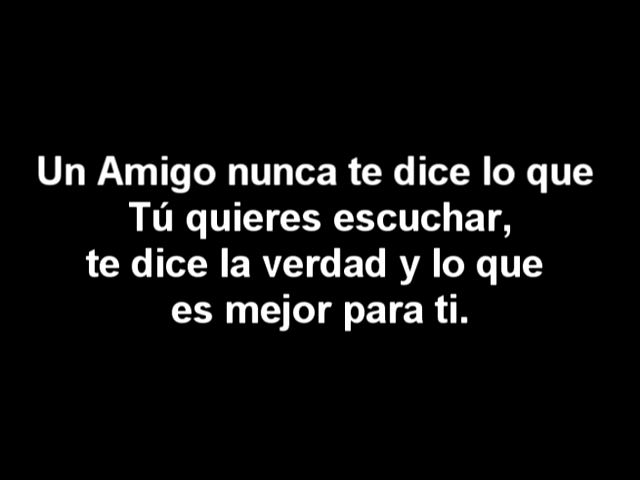 Un Amigo nunca te dice lo que
Tú quieres escuchar,
te dice la verdad y lo que
es mejor para ti.